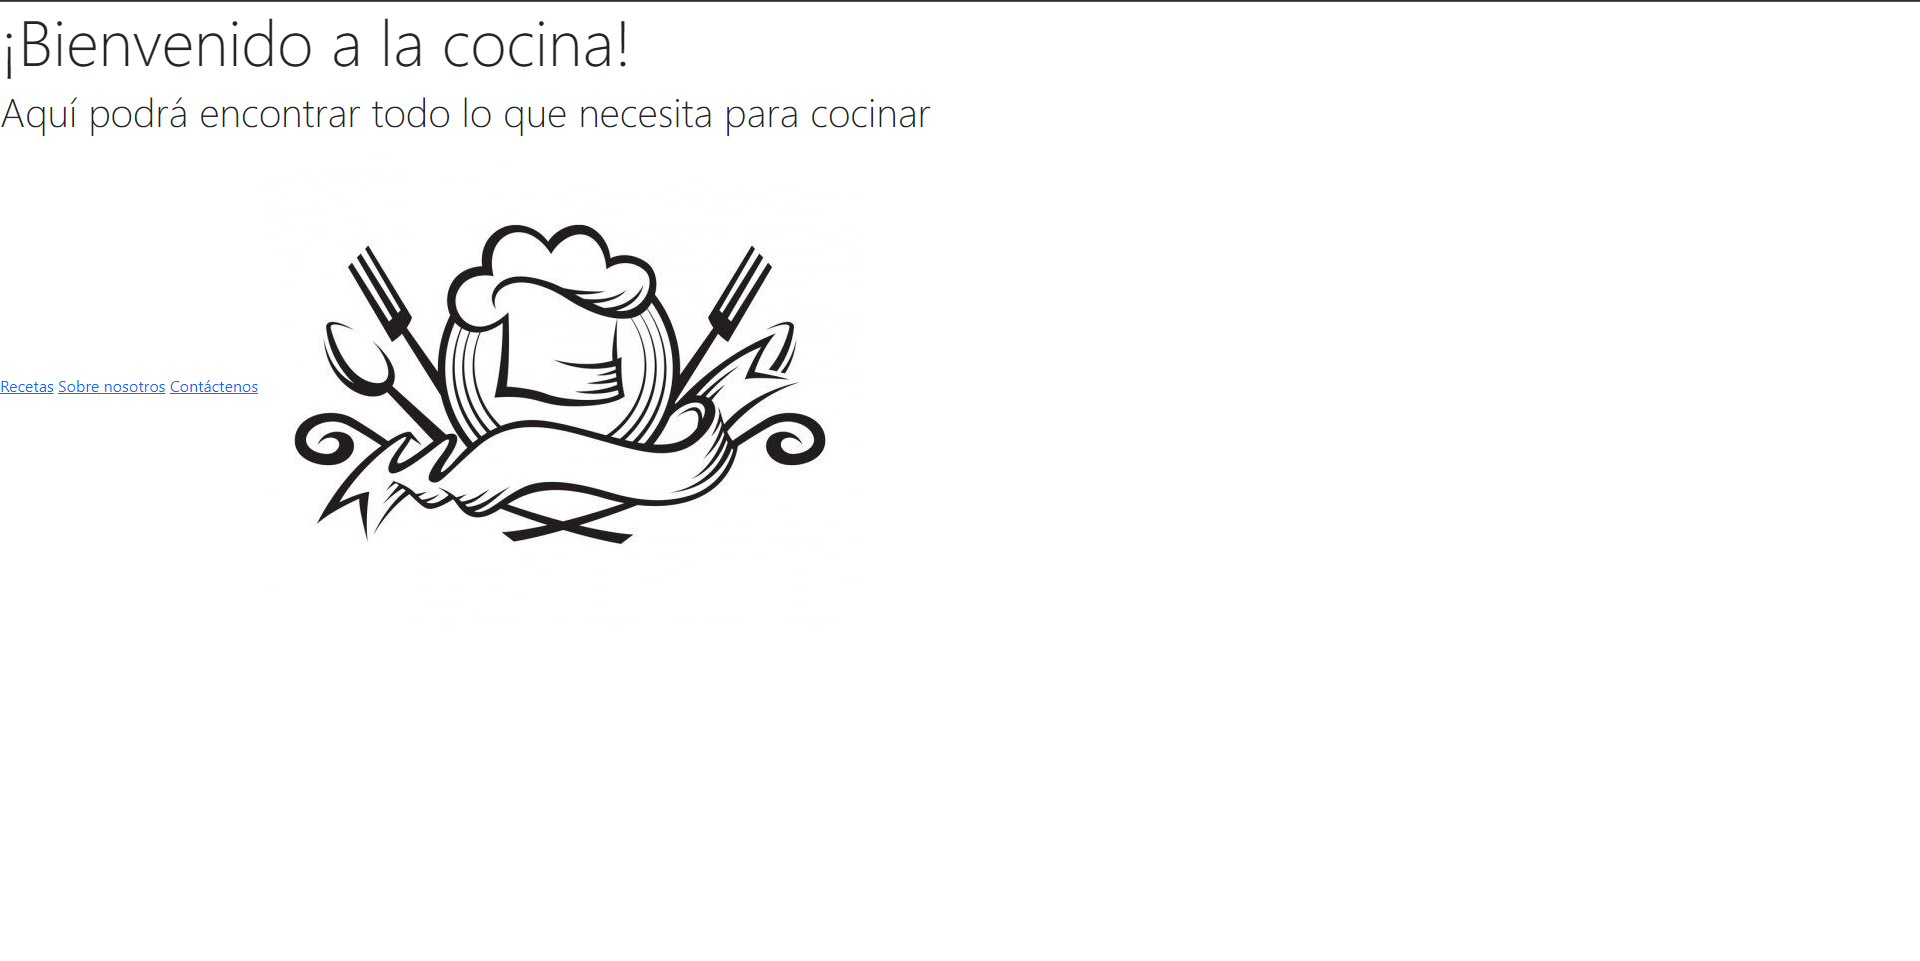 ¡Bienvenido a la cocina!
Aquí podrá encontrar todo lo que necesita para cocinar
Recetas Sobre nosotros Contáctenos